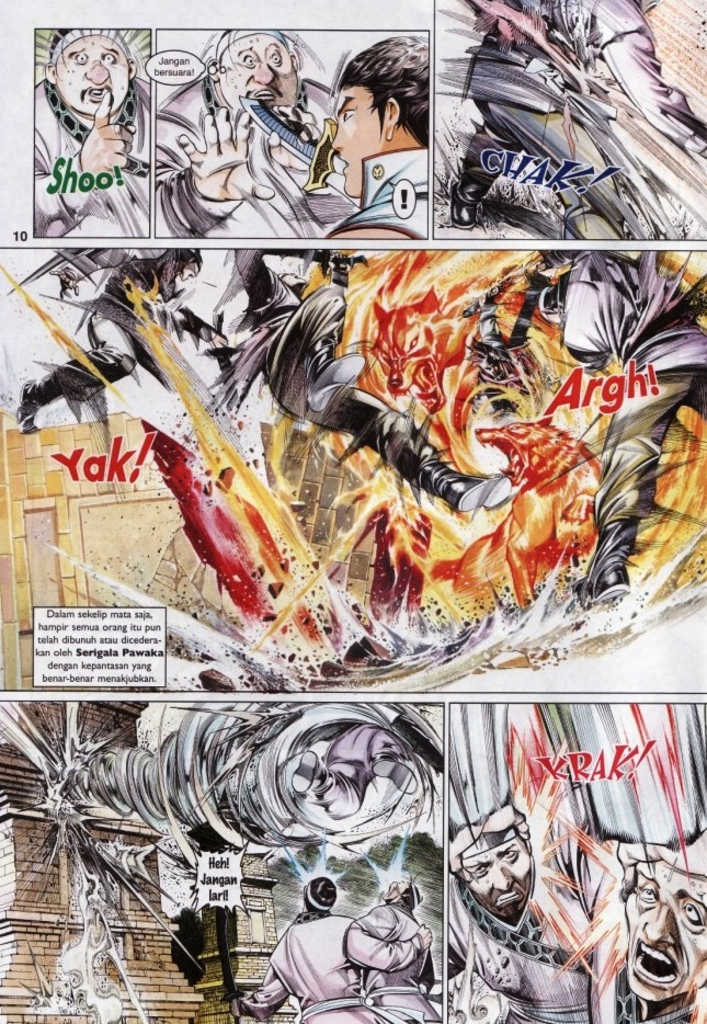 Jangan
bersuara!
Shoo!
!
CHAK!
10
Yak!
Argh!
Dalam sekelip mata saja,
hampir semua orang itu pun
telah dibunuh atau dicedera-
kan oleh Serigala Pawaka
dengan kepantasan yang
benar-benar menakjubkan.
Heh!
Jangan
lari!
KRAK!